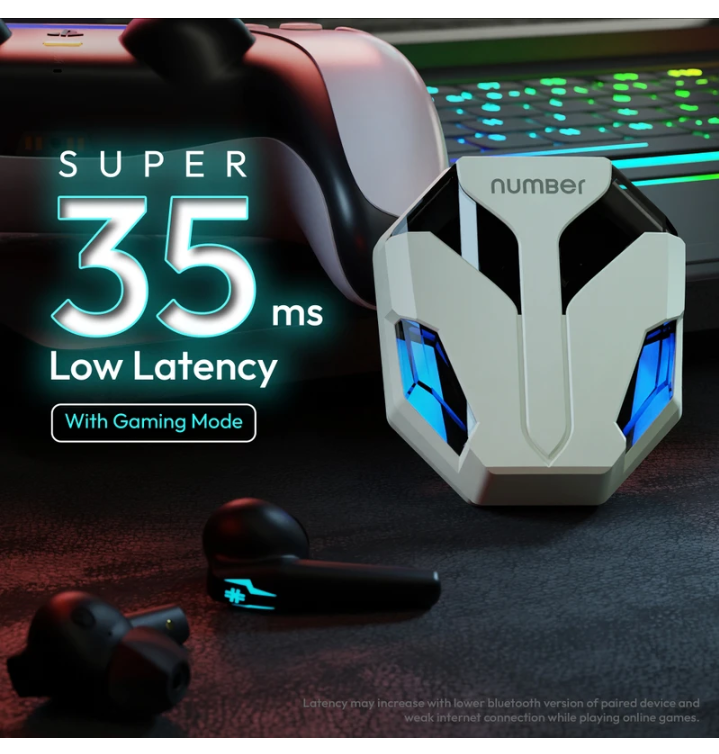 SUPER
35 ms
Low Latency
With Gaming Mode
number
#
Latency may increase with lower bluetooth version of paired device and
weak internet connection while playing online games.